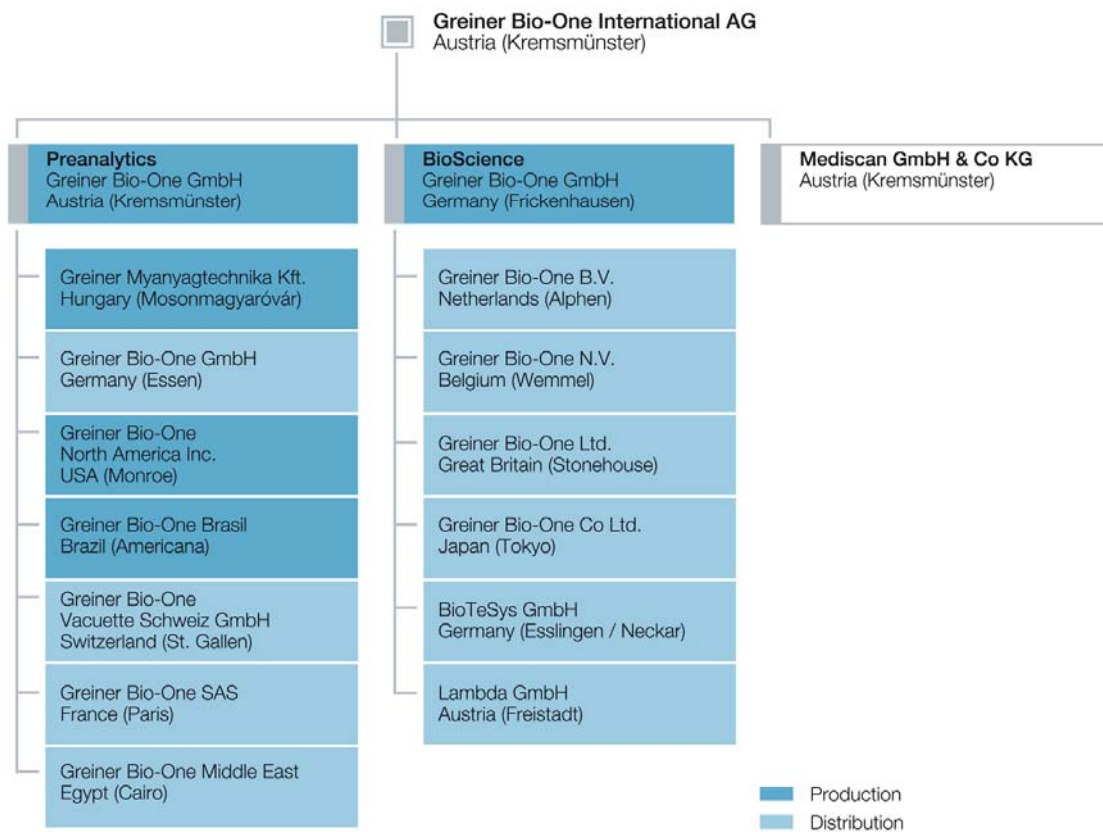 Greiner Bio-One International AG
Austria (Kremsmünster)
Preanalytics
Greiner Bio-One GmbH
Austria (Kremsmünster)
BioScience
Greiner Bio-One GmbH
Germany (Frickenhausen)
Mediscan GmbH & Co KG
Austria (Kremsmünster)
Greiner Myanyagtechnika Kft.
Hungary (Mosonmagyaróvár)
Greiner Bio-One GmbH
Germany (Essen)
Greiner Bio-One
North America Inc.
USA (Monroe)
Greiner Bio-One Brasil
Brazil (Americana)
Greiner Bio-One
Vacuette Schweiz GmbH
Switzerland (St. Gallen)
Greiner Bio-One SAS
France (Paris)
Greiner Bio-One Middle East
Egypt (Cairo)
Greiner Bio-One B.V.
Netherlands (Alphen)
Greiner Bio-One N.V.
Belgium (Wemmel)
Greiner Bio-One Ltd.
Great Britain (Stonehouse)
Greiner Bio-One Co Ltd.
Japan (Tokyo)
BioTeSys GmbH
Germany (Esslingen / Neckar)
Lambda GmbH
Austria (Freistadt)
Production
Distribution